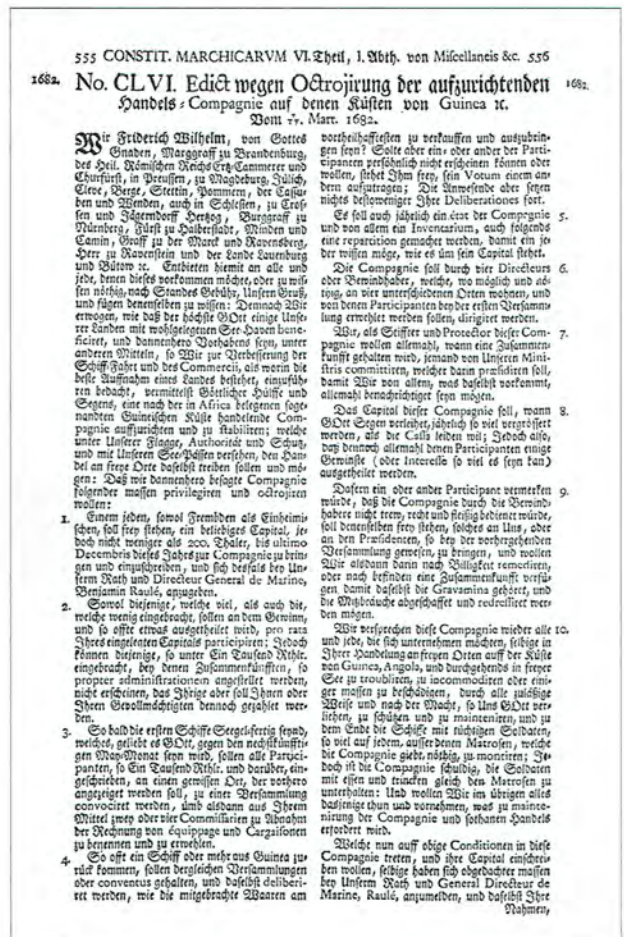 555 CONSTIT. MARCHICARVM VI. Theil, I. Abth. von Miscellaneis &c. 556
1682. No. CLVI. Edict wegen Octrojirung der aufzurichtenden 1682.
Handels-Compagnie auf denen Küsten von Guinea ꝛc.
Vom Mart. 1682.
Wir Friderich Wilhelm, von Gottes
Gnaden, Marggraff zu Brandenburg,
des Heil. Römischen Reichs Ertz-Cammerer und
Churfürst, in Preussen, zu Magdeburg, Jülich,
Cleve, Berge, Stettin, Pommern, der Cassu-
ben und Wenden, auch in Schlesien, zu Cros-
sen und Jägerndorff Hertzog, Burggraff zu
Nürnberg, Fürst zu Halberstadt, Minden und
Camin, Graff zu der Marck und Ravensberg,
Herr zu Ravenstein und der Lande Lauenburg
und Bütow ꝛc. Entbieten hiemit an alle und
jede, denen dieses vorkommen möchte, oder zu wis-
sen nöthig, nach Standes Gebühr, Unsern Gruß,
und fügen denenselben zu wissen: Demnach Wir
erwogen, wie daß der höchste GOtt einige Unse-
rer Landen mit wohlgelegenen See-Haven bene-
ficiret, und dannenhero Vorhabens seyn, unter
anderen Mitteln, so Wir zur Verbesserung der
Schiff-Fahrt und des Commercii, als worin die
beste Auffnahm eines Landes bestehet, einzufüh-
ren bedacht, vermittelst Göttlicher Hülffe und
Segens, eine nach der in Africa belegenen soge-
nandten Guineischen Küste handelende Com-
pagnie auffzurichten und zu stabiliren; welche
unter Unserer Flagge, Authorität und Schutz,
und mit Unseren See-Pässen versehen, den Han-
del an freye Orte daselbst treiben sollen und mö-
gen: Daß wir dannenhero besagte Compagnie
folgender massen privilegiren und octrojiren
wollen:
1. Einem jeden, sowol Frembden als Einheimi-
schen, soll frey stehen, ein beliebiges Capital, je-
doch nicht weniger als 200. Thaler, bis ultimo
Decembris dieses Jahrs zur Compagnie zu brin-
gen und einzuschreiben, und sich desfals bey Un-
serm Rath und Directeur General de Marine,
Benjamin Raulé, anzugeben.
2. Sowol diejenige, welche viel, als auch die,
welche wenig eingebracht, sollen an dem Gewinn,
und so offte etwas ausgetheilet wird, pro rata
Ihres eingelegten Capitals participiren; Jedoch
können diejenige, so unter Ein Tausend Rthlr.
eingebracht, bey denen Zusammenkünfften, so
propter administrationem angestellet werden,
nicht erscheinen, das Ihrige aber soll Ihnen oder
Ihren Gevollmächtigten dennoch gezahlet wer-
den.
3. So bald die ersten Schiffe Seegel-fertig seynd,
welches, geliebt es GOtt, gegen den nechstkünffti-
gen May-Monat seyn wird, sollen alle Partici-
panten, so Ein Tausend Rthlr. und darüber, ein-
geschrieben, an einen gewissen Ort, der vorhero
angezeiget werden soll, zu einer Versammlung
convociret werden, ümb alsdann aus Ihrem
Mittel zwey oder vier Commissarien zu Abnahm
der Rechnung von équippage und Cargaisonen
zu benennen und zu erwehlen.
4. So offt ein Schiff oder mehr aus Guinea zu-
rück kommen, sollen dergleichen Versammlungen
oder conventus gehalten, und daselbst deliberi-
ret werden, wie die mitgebrachte Waaren am
vortheilhafftesten zu verkauffen und auszubrin-
gen seyn? Solte aber ein- oder ander der Parti-
cipanten persöhnlich nicht erscheinen können oder
wollen, stehet Ihm frey, sein Votum einem an-
dern aufzutragen; Die Anwesende aber setzen
nichts destoweniger Ihre Deliberationes fort.
Es soll auch jährlich ein état der Compagnie 5.
und von allem ein Inventarium, auch folgends
eine repartition gemachet werden, damit ein je-
der wissen möge, wie es üm sein Capital stehet.
Die Compagnie soll durch vier Directeurs 6.
oder Bewindhaber, welche, wo möglich und nö-
thig, an vier unterschiedenen Orten wohnen, und
von denen Participanten bey der ersten Versamm-
lung erwehlet werden sollen, dirigiret werden.
Wir, als Stiffter und Protector dieser Com- 7.
pagnie wollen allemahl, wann eine Zusammen-
kunfft gehalten wird, jemand von Unseren Mini-
stris committiren, welcher darin præsidiren soll,
damit Wir von allem, was daselbst vorkommt,
allemahl benachrichtiget seyn mögen.
Das Capital dieser Compagnie soll, wann 8.
GOtt Segen verleihet, jährlich so viel vergrössert
werden, als die Cassa leiden wil; Jedoch also,
daß dennoch allemahl denen Participanten einige
Gewinste (oder Interesse so viel es seyn kan)
ausgetheilet werden.
Dafern ein oder ander Participant vermerken 9.
würde, daß die Compagnie durch die Bewind-
habere nicht trew, recht und fleißig bedienet würde,
soll denenselben frey stehen, solches an Uns, oder
an den Præsidenten, so bey der vorhergehenden
Versammlung gewesen, zu bringen, und wollen
Wir alsdann darin nach Billigkeit remediren,
oder nach befinden eine Zusammenkunfft verfü-
gen, damit daselbst die Gravamina gehöret, und
die Mißbräuche abgeschaffet und redressiret wer-
den mögen.
Wir versprechen diese Compagnie wieder alle 10.
und jede, die sich unternehmen möchten, selbige in
Ihrer Handelung an freyen Orten auff der Küste
von Guinea, Angola, und durchgehends in freyer
See zu troubliren, zu incommodiren oder eini-
ger massen zu beschädigen, durch alle zuläßige
Weise und nach der Macht, so Uns GOtt ver-
liehen, zu schützen und zu mainteniren, und zu
dem Ende die Schiffe mit tüchtigen Soldaten,
so viel auf jedem, ausser denen Matrosen, welche
die Compagnie giebt, nöthig, zu montiren; Je-
doch ist die Compagnie schuldig, die Soldaten
mit essen und trincken gleich den Matrosen zu
unterhalten: Und wollen Wir im übrigen alles
dasjenige thun und vornehmen, was zu mainte-
nirung der Compagnie und sothanen Handels
erfordert wird.
Welche nun auff obige Conditionen in diese
Compagnie treten, und ihre Capital einschrei-
ben wollen, selbige haben sich obgedachter massen
bey Unserm Rath und General Directeur de
Marine, Raulé, anzumelden, und daselbst Ihre
Nahmen,